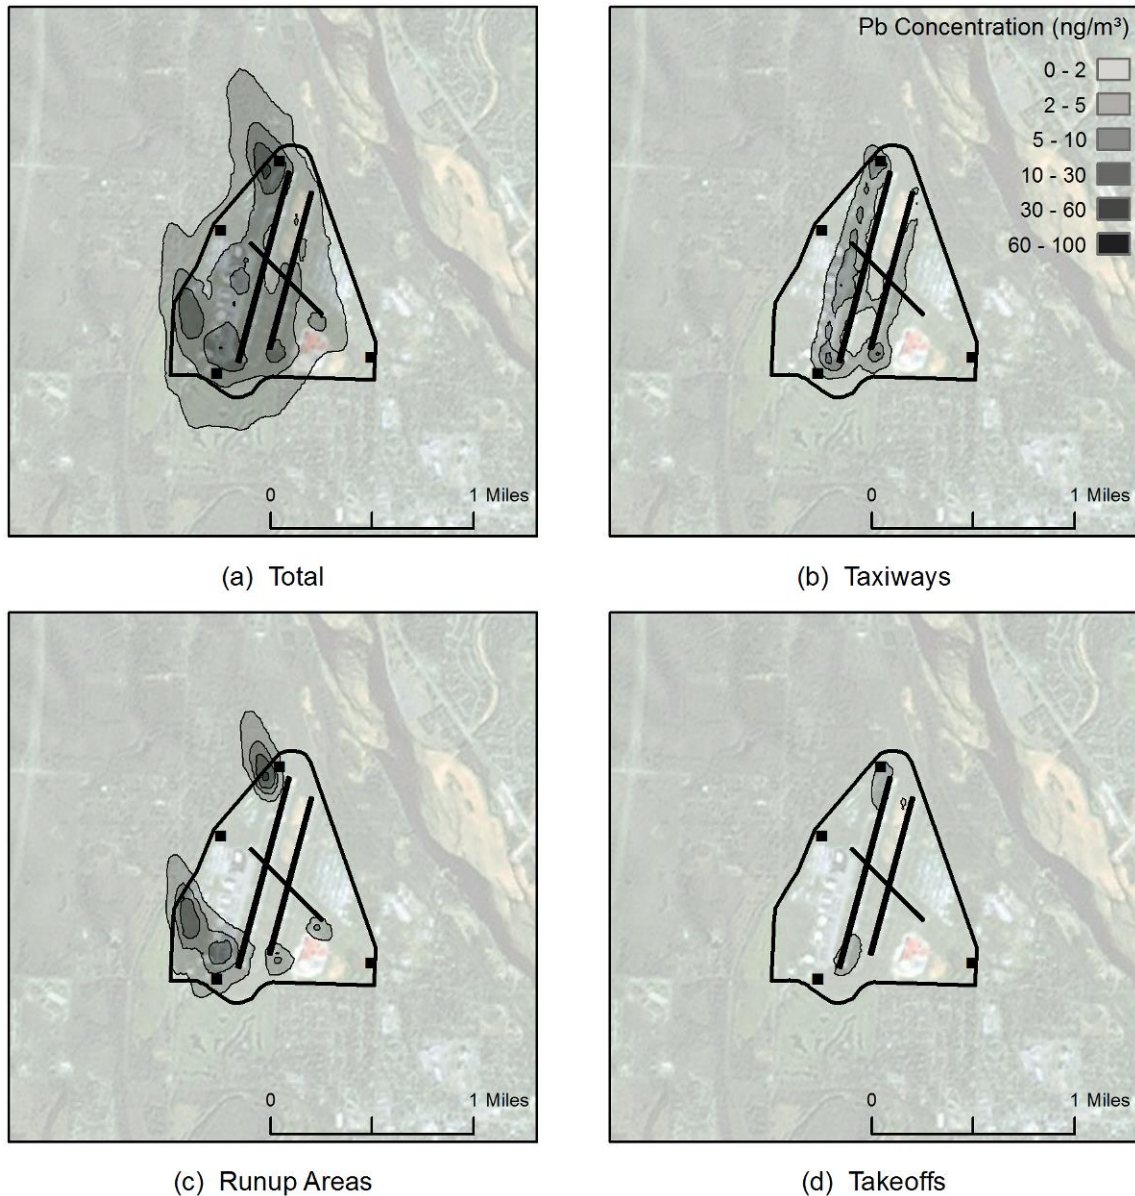 Pb Concentration (ng/m³)
0 - 2
2 - 5
5 - 10
10 - 30
30 - 60
60 - 100
0 1 Miles
0 1 Miles
(a) Total
(b) Taxiways
0 1 Miles
0 1 Miles
(c) Runup Areas
(d) Takeoffs